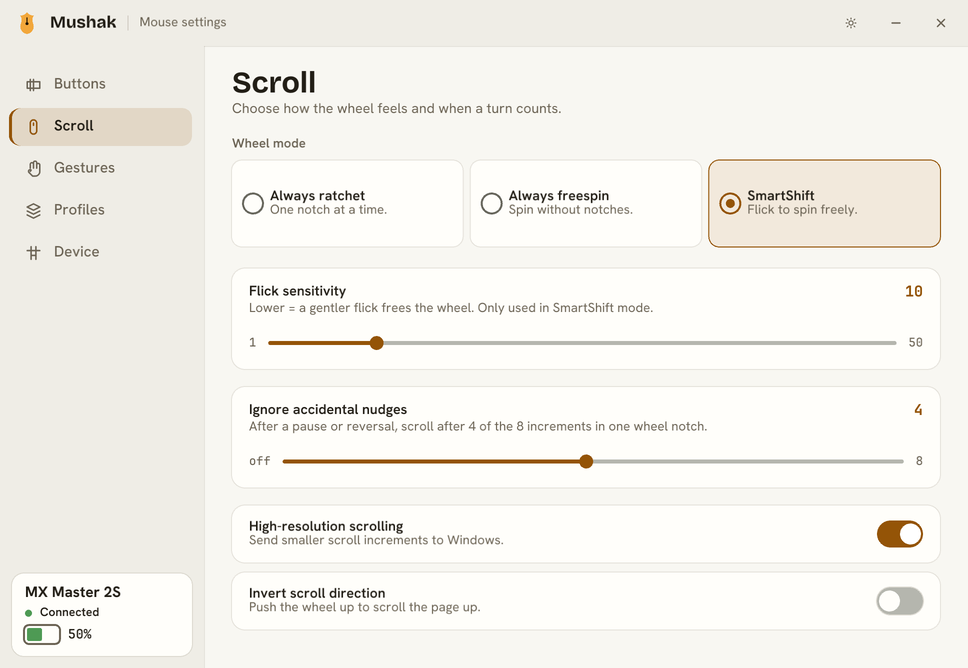 Mushak
Mouse settings
Buttons
Scroll
Gestures
Profiles
Device
MX Master 2S
Connected
50%
Scroll
Choose how the wheel feels and when a turn counts.
Wheel mode
Always ratchet
One notch at a time.
Always freespin
Spin without notches.
SmartShift
Flick to spin freely.
Flick sensitivity
10
Lower = a gentler flick frees the wheel. Only used in SmartShift mode.
1
50
Ignore accidental nudges
4
After a pause or reversal, scroll after 4 of the 8 increments in one wheel notch.
off
8
High-resolution scrolling
Send smaller scroll increments to Windows.
Invert scroll direction
Push the wheel up to scroll the page up.